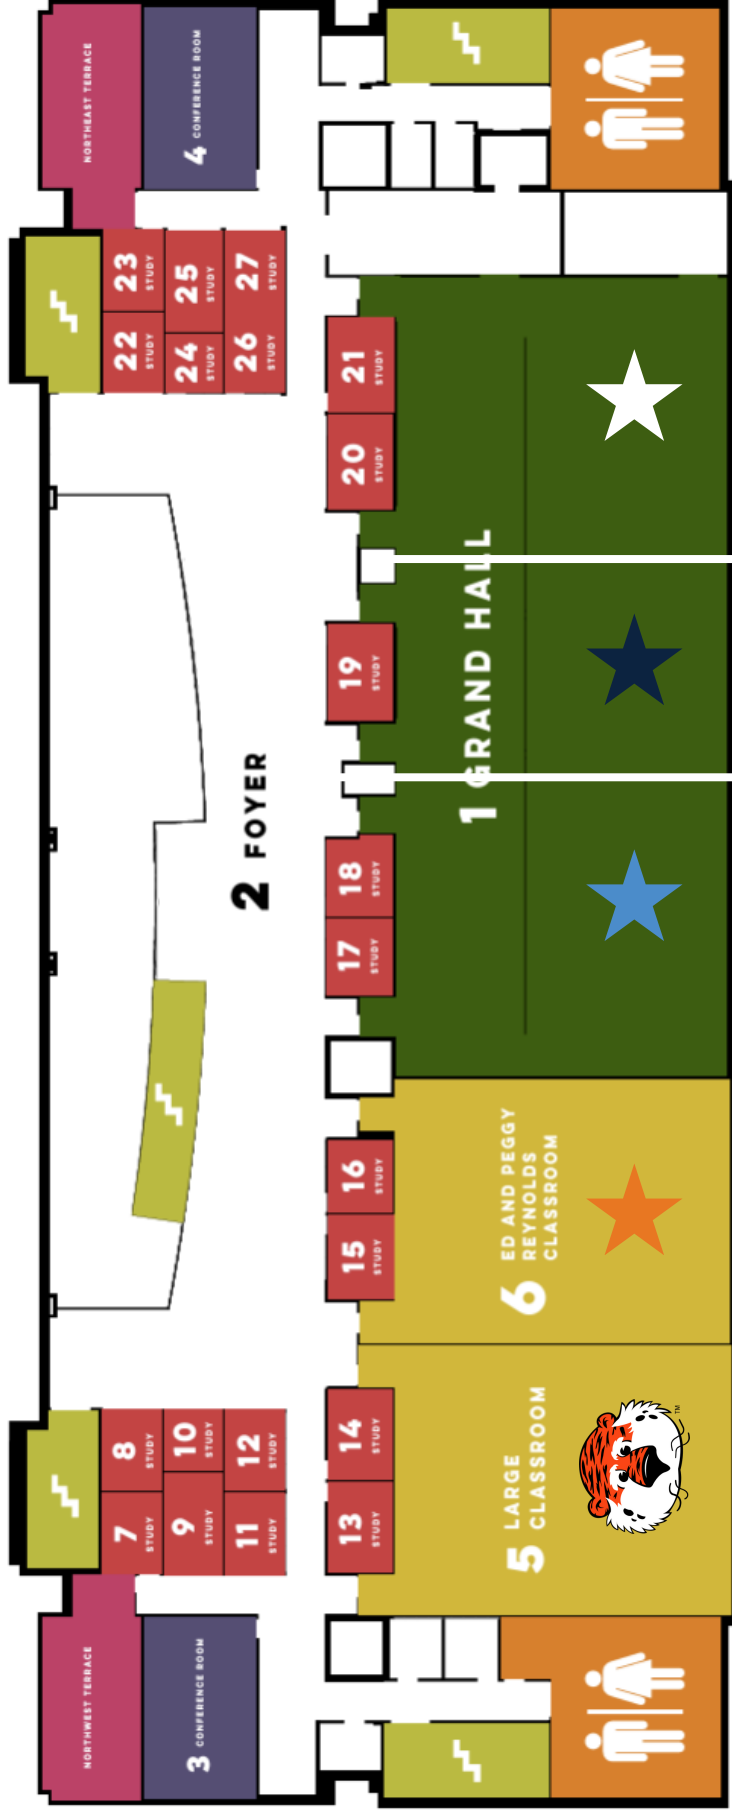 NORTHEAST TERRACE
4 CONFERENCE ROOM
23 STUDY
25 STUDY
27 STUDY
22 STUDY
24 STUDY
26 STUDY
21 STUDY
20 STUDY
19 STUDY
1 GRAND HALL
2 FOYER
18 STUDY
17 STUDY
16 STUDY
15 STUDY
6 ED AND PEGGY
REYNOLDS
CLASSROOM
14 STUDY
13 STUDY
5 LARGE
CLASSROOM
TM
8 STUDY
10 STUDY
12 STUDY
7 STUDY
9 STUDY
11 STUDY
NORTHWEST TERRACE
3 CONFERENCE ROOM